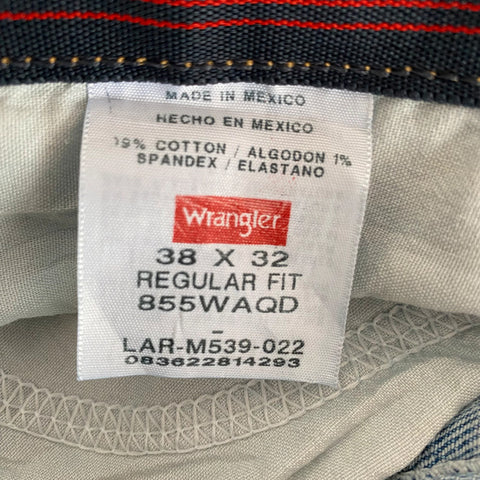 MADE IN MEXICO
HECHO EN MEXICO
99% COTTON / ALGODON 1%
SPANDEX / ELASTANO
Wrangler
38 X 32
REGULAR FIT
855WAQD
-
LAR-M539-022
083622814293